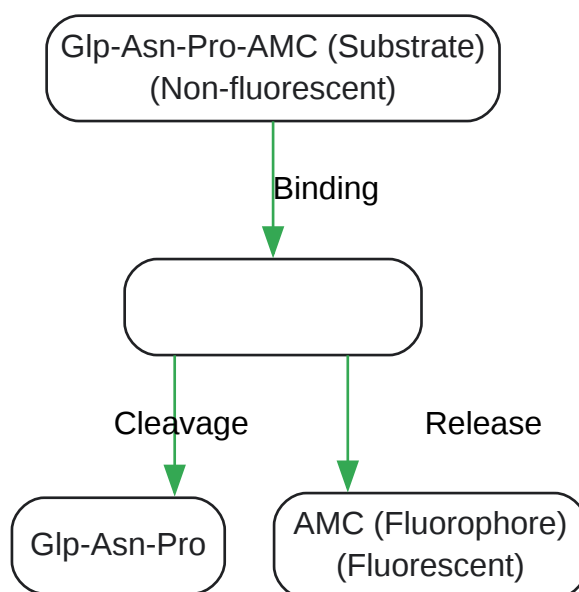 Glp-Asn-Pro-AMC (Substrate)
(Non-fluorescent)
Binding
Cleavage
Release
Glp-Asn-Pro
AMC (Fluorophore)
(Fluorescent)